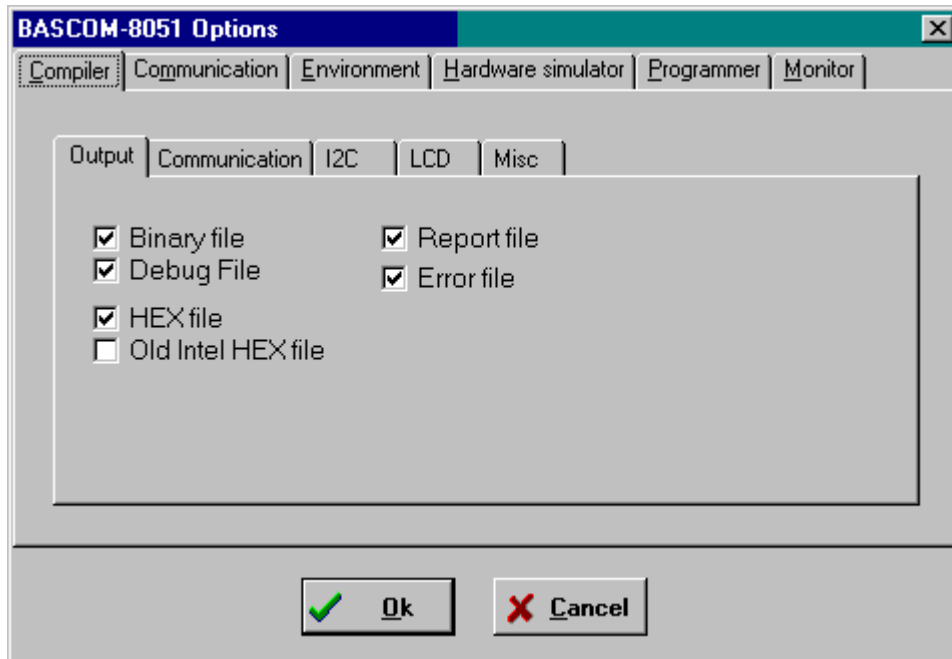 BASCOM-8051 Options
Compiler Communication Environment Hardware simulator Programmer Monitor
Output Communication I2C LCD Misc
Binary file Report file
Debug File Error file
HEX file
Old Intel HEX file
Ok Cancel